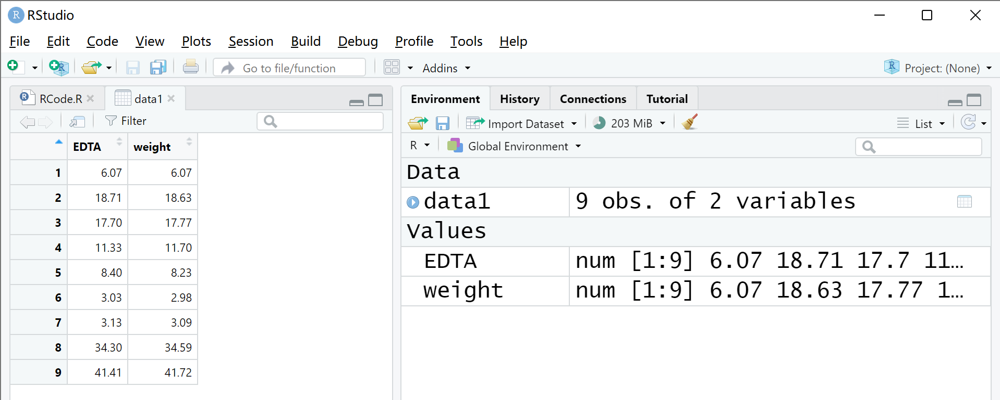 R RStudio
File Edit Code View Plots Session Build Debug Profile Tools Help
Go to file/function Addins R Project: (None)
R RCode.R data1
Filter
EDTA weight
1 6.07 6.07
2 18.71 18.63
3 17.70 17.77
4 11.33 11.70
5 8.40 8.23
6 3.03 2.98
7 3.13 3.09
8 34.30 34.59
9 41.41 41.72
Environment History Connections Tutorial
Import Dataset 203 MiB List
R Global Environment
Data
data1 9 obs. of 2 variables
Values
EDTA num [1:9] 6.07 18.71 17.7 11…
weight num [1:9] 6.07 18.63 17.77 1…